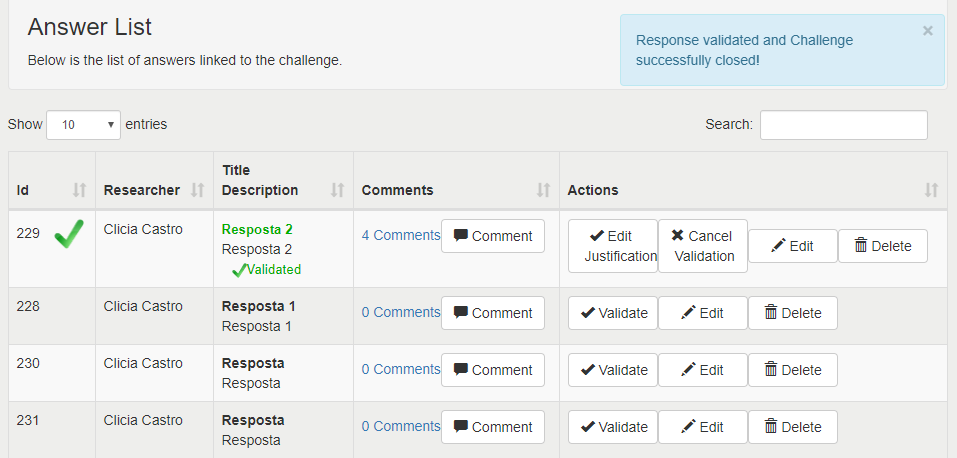 Answer List
Below is the list of answers linked to the challenge.
Response validated and Challenge
successfully closed!
×
Show 10 entries
Search:
Id
Researcher
Title
Description
Comments
Actions
229
Clicia Castro
Resposta 2
Resposta 2
Validated
4 Comments
Comment
Edit
Justification
Cancel
Validation
Edit
Delete
228
Clicia Castro
Resposta 1
Resposta 1
0 Comments
Comment
Validate
Edit
Delete
230
Clicia Castro
Resposta
Resposta
0 Comments
Comment
Validate
Edit
Delete
231
Clicia Castro
Resposta
Resposta
0 Comments
Comment
Validate
Edit
Delete